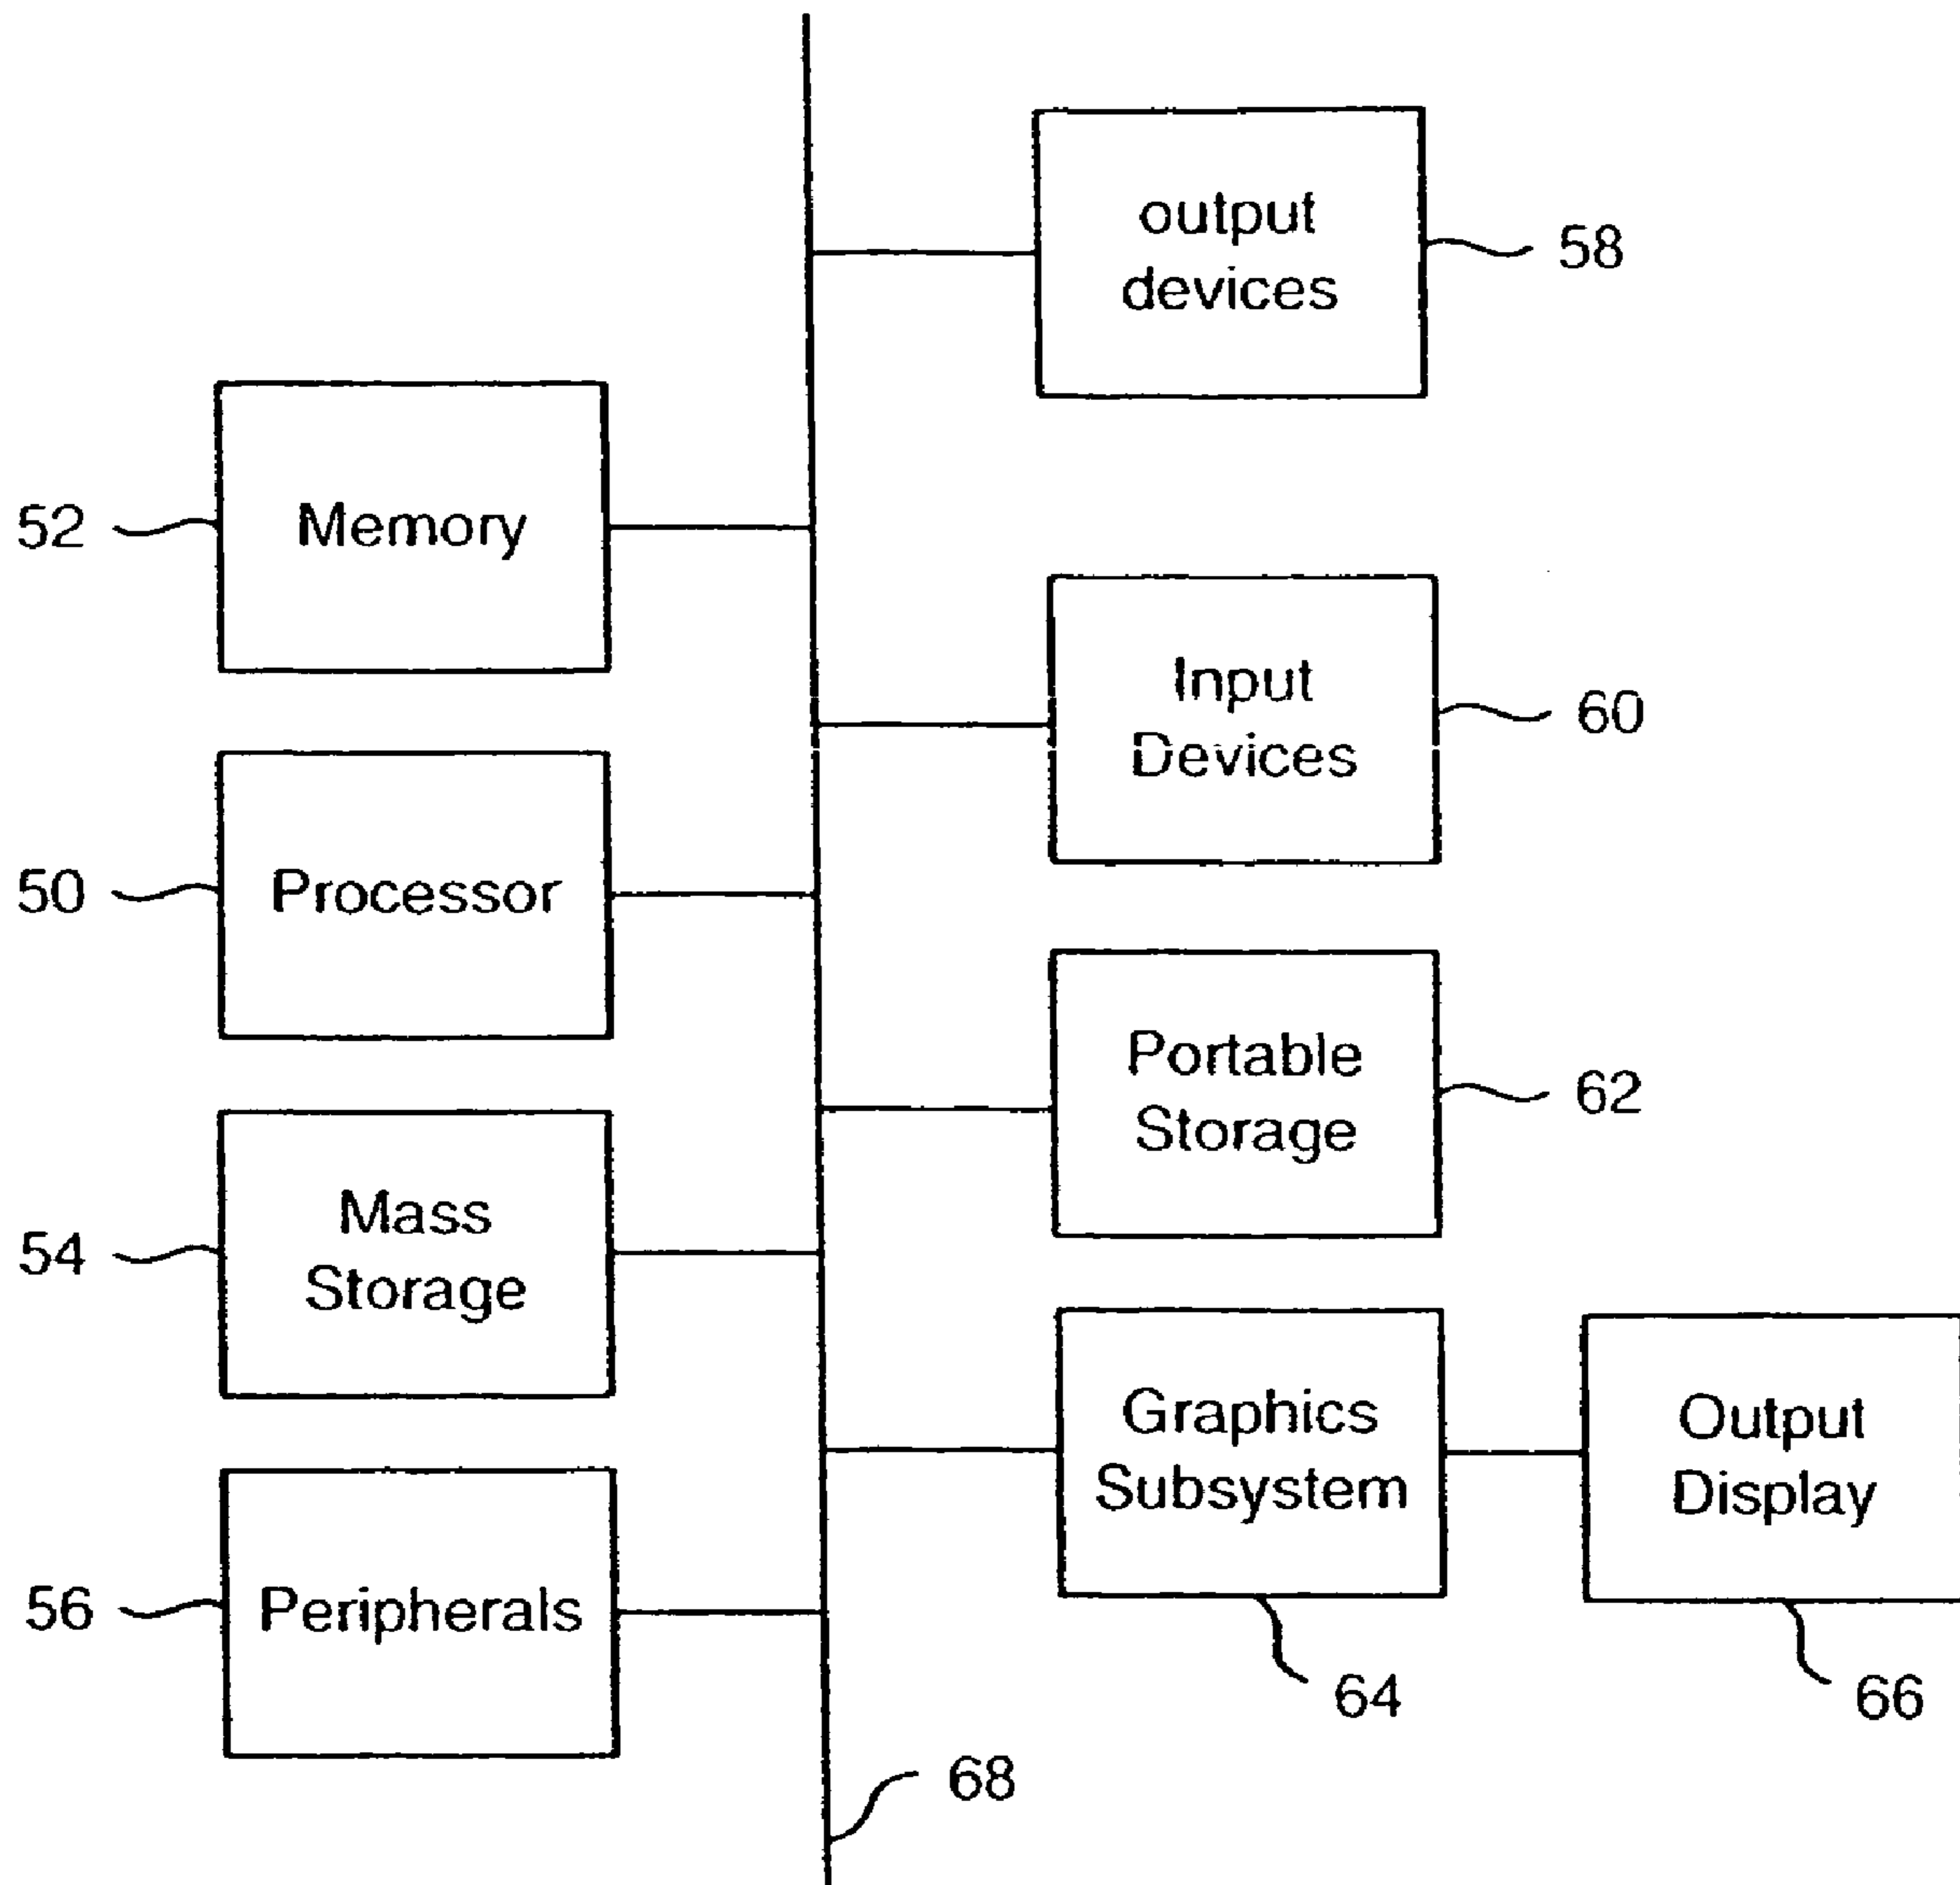 output
devices
58
52
Memory
Input
Devices
60
50
Processor
Portable
Storage
62
54
Mass
Storage
Graphics
Subsystem
Output
Display
56
Peripherals
64
66
68